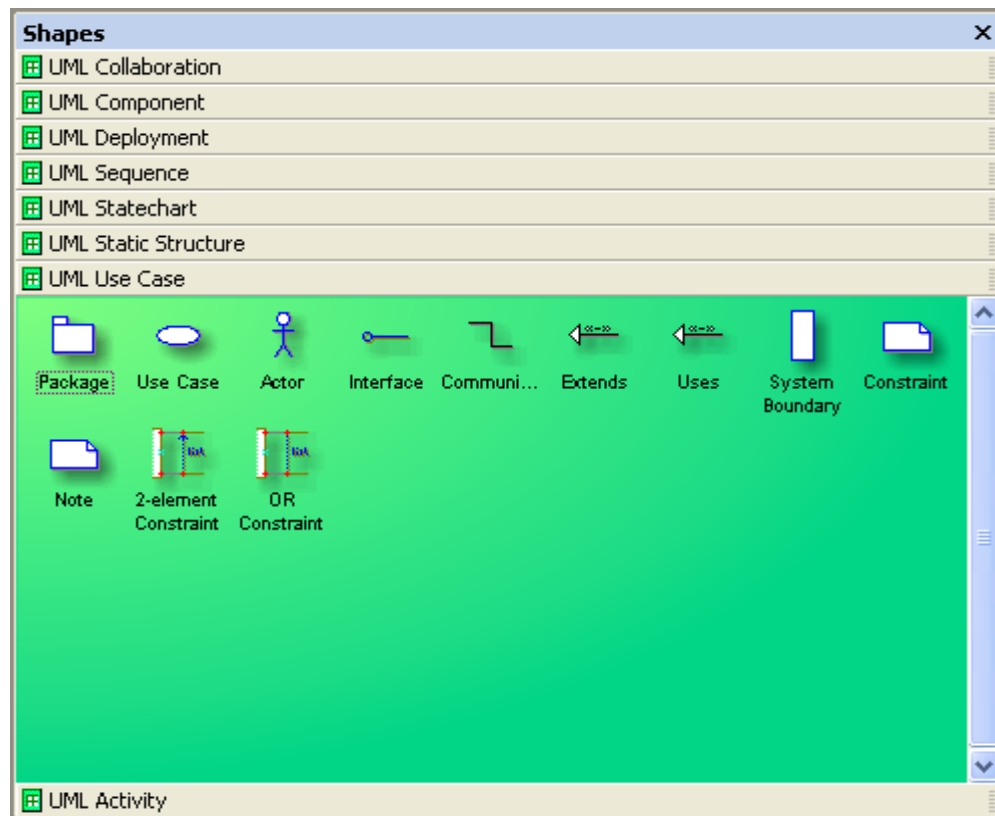 Shapes
UML Collaboration
UML Component
UML Deployment
UML Sequence
UML Statechart
UML Static Structure
UML Use Case
Package Use Case Actor Interface Communi... Extends Uses System Boundary Constraint
Note 2-element Constraint OR Constraint
UML Activity